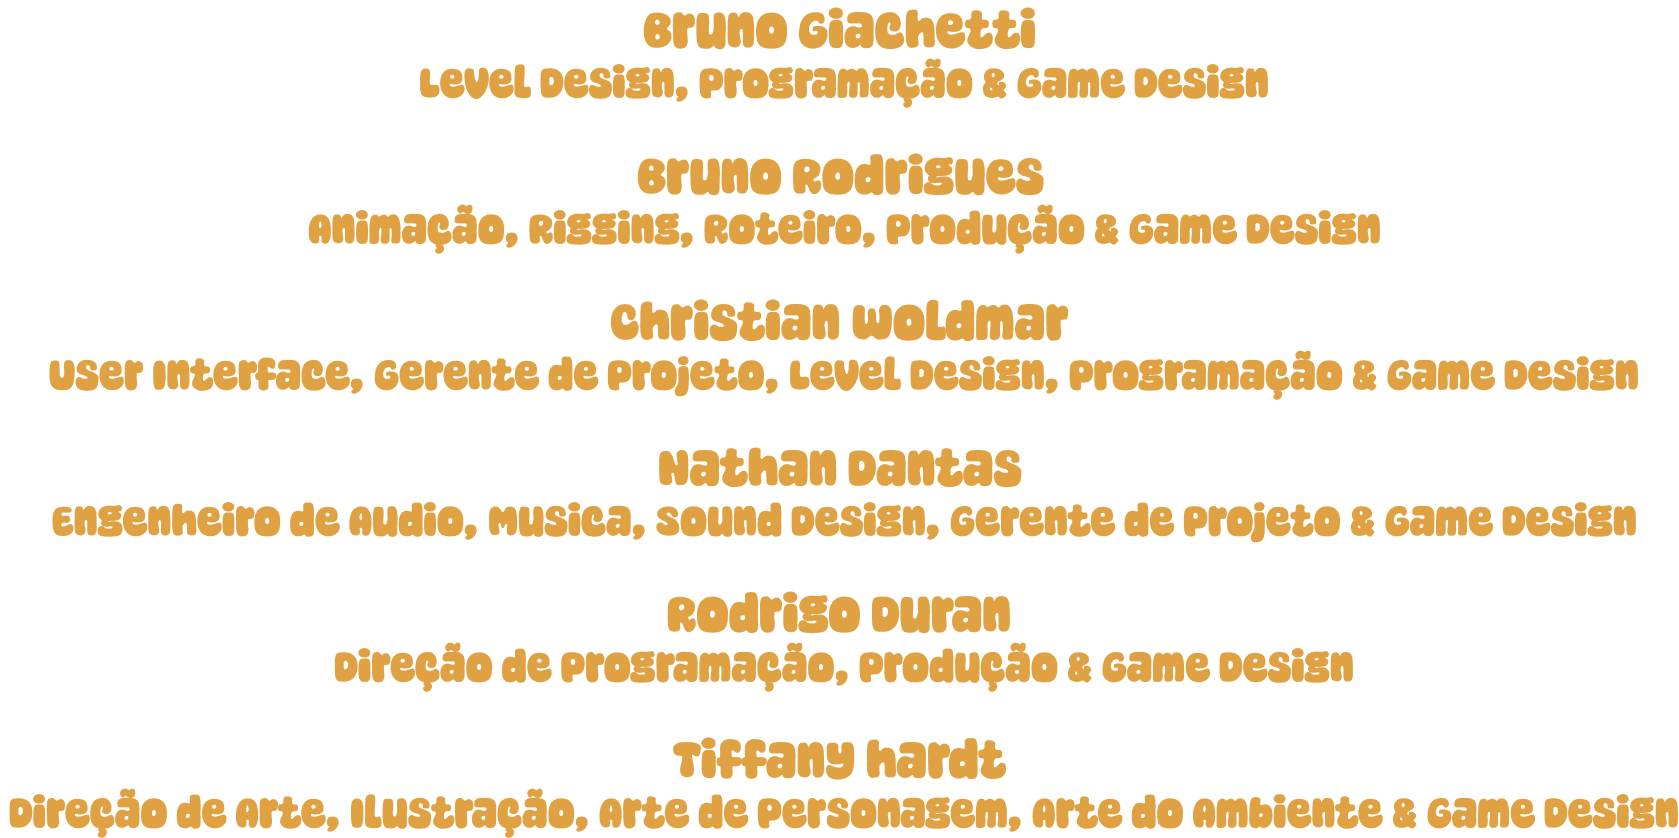 Bruno Giachetti
Level Design, Programação & Game Design
Bruno Rodrigues
Animação, Rigging, Roteiro, Produção & Game Design
Christian Woldmar
User Interface, Gerente de Projeto, Level Design, Programação & Game Design
Nathan Dantas
Engenheiro de Audio, Musica, Sound Design, Gerente de Projeto & Game Design
Rodrigo Duran
Direção de Programação, Produção & Game Design
Tiffany Hardt
Direção de Arte, Ilustração, Arte de Personagem, Arte do Ambiente & Game Design